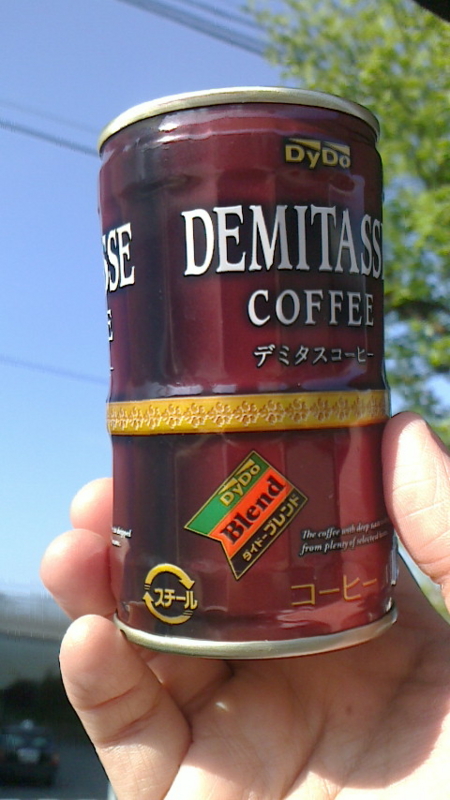 DyDo
DEMITASSE
COFFEE
デミタスコーヒー
DyDo
Blend
ダイドーブレンド
The coffee with deep
from plenty of selected
スチール
コーヒー